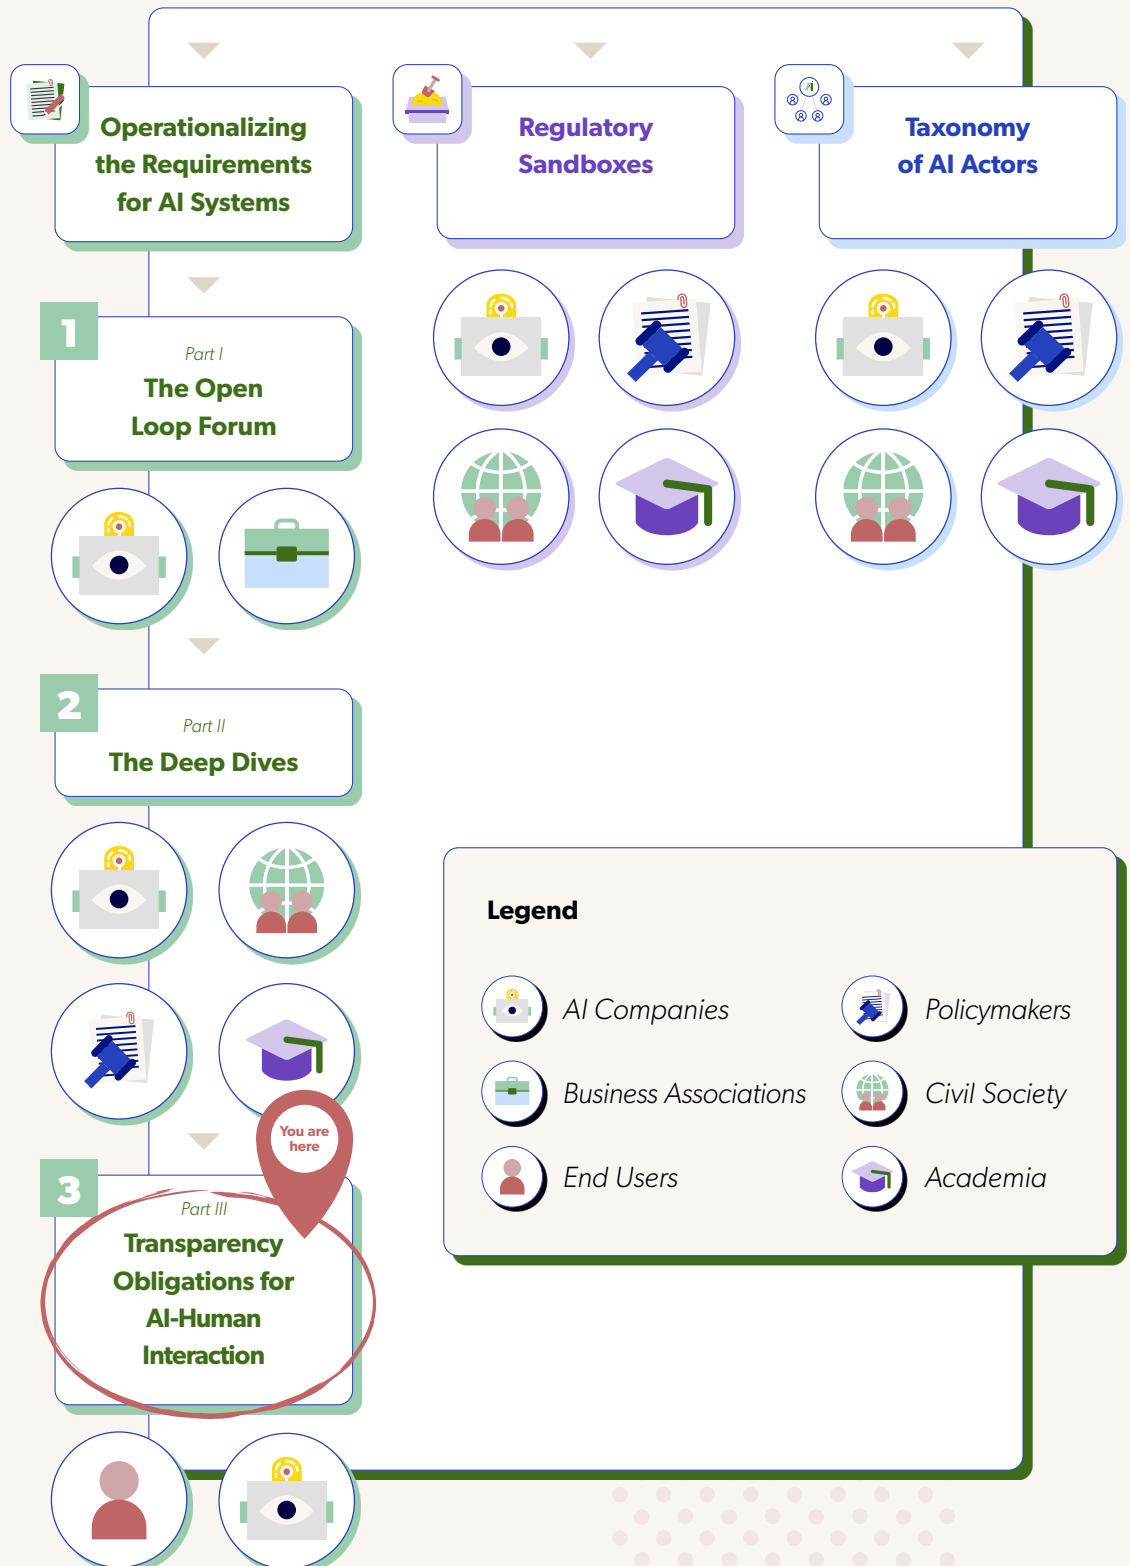 Operationalizing
the Requirements
for AI Systems
Regulatory
Sandboxes
Ai
Taxonomy
of AI Actors
1
Part I
The Open
Loop Forum
2
Part II
The Deep Dives
You are
here
3
Part III
Transparency
Obligations for
AI-Human
Interaction
Legend
AI Companies
Business Associations
End Users
Policymakers
Civil Society
Academia